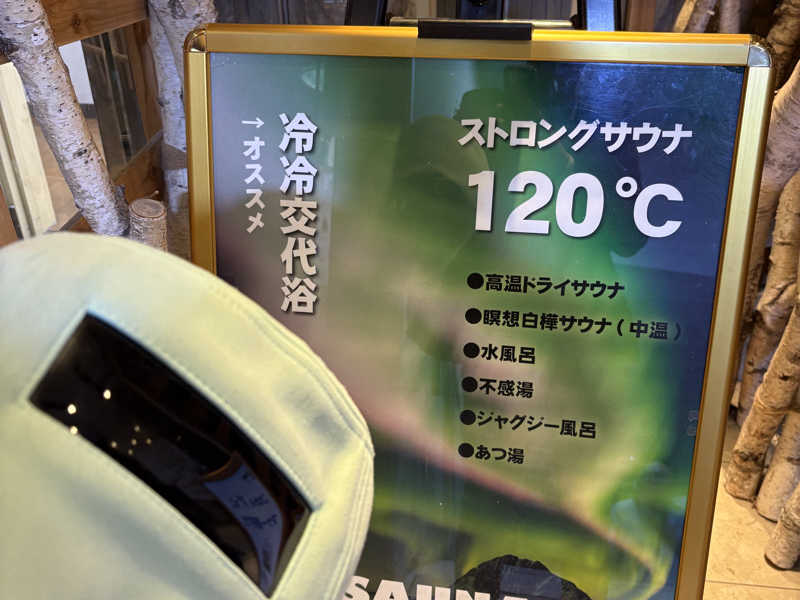 冷冷交代浴
→オススメ
ストロングサウナ
120℃
●高温ドライサウナ
●瞑想白樺サウナ(中温)
●水風呂
●不感湯
●ジャグジー風呂
●あつ湯
SAUNA